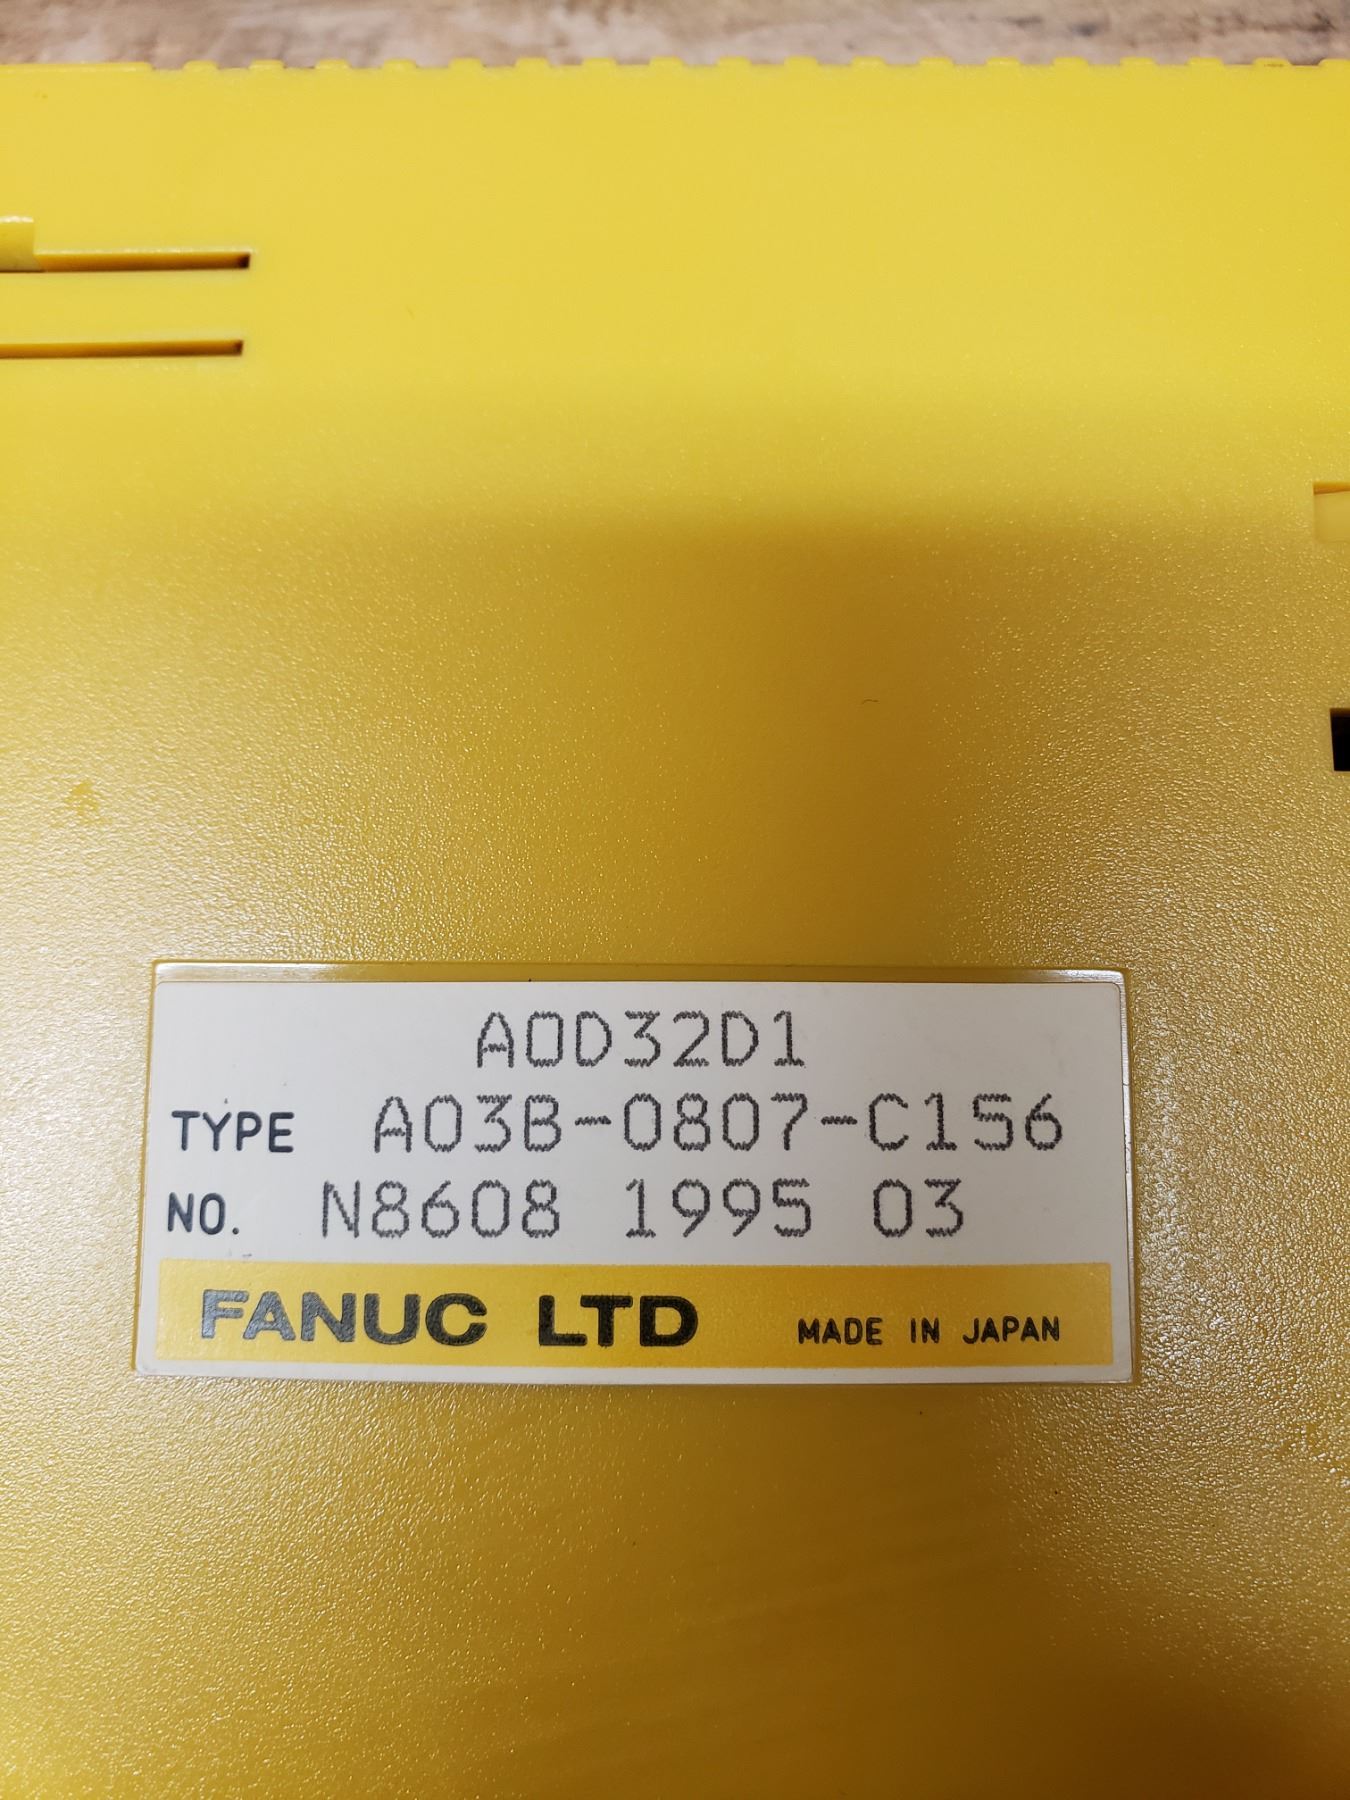 AOD32D1
TYPE A03B-0807-C156
NO. N8608 1995 03
FANUC LTD MADE IN JAPAN